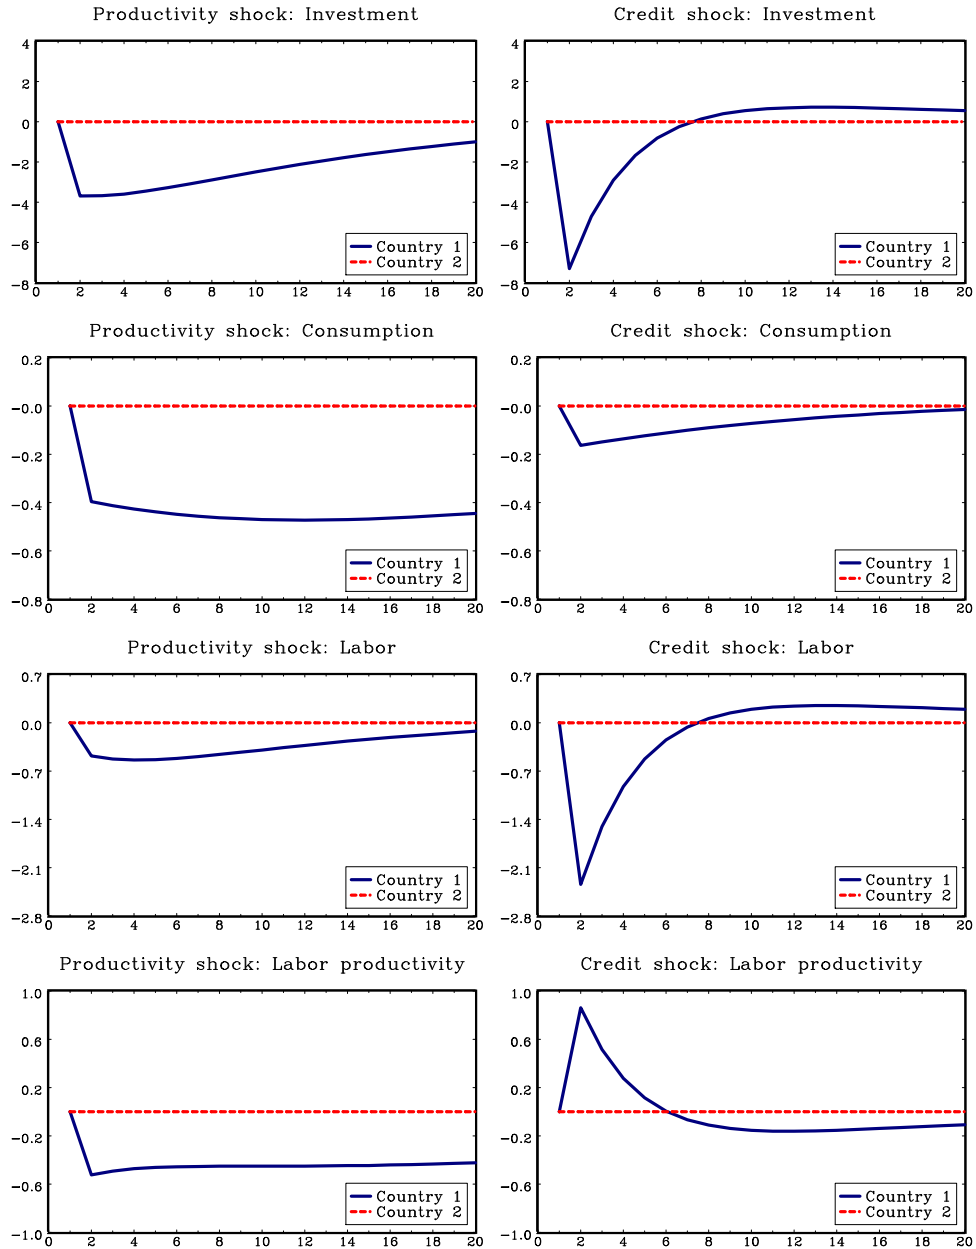 Productivity shock: Investment
4
2
0
−2
−4
−6
−8
0 2 4 6 8 10 12 14 16 18 20
Country 1
Country 2
Credit shock: Investment
4
2
0
−2
−4
−6
−8
0 2 4 6 8 10 12 14 16 18 20
Country 1
Country 2
Productivity shock: Consumption
0.2
−0.0
−0.2
−0.4
−0.6
−0.8
0 2 4 6 8 10 12 14 16 18 20
Country 1
Country 2
Credit shock: Consumption
0.2
−0.0
−0.2
−0.4
−0.6
−0.8
0 2 4 6 8 10 12 14 16 18 20
Country 1
Country 2
Productivity shock: Labor
0.7
0.0
−0.7
−1.4
−2.1
−2.8
0 2 4 6 8 10 12 14 16 18 20
Country 1
Country 2
Credit shock: Labor
0.7
0.0
−0.7
−1.4
−2.1
−2.8
0 2 4 6 8 10 12 14 16 18 20
Country 1
Country 2
Productivity shock: Labor productivity
1.0
0.6
0.2
−0.2
−0.6
−1.0
0 2 4 6 8 10 12 14 16 18 20
Country 1
Country 2
Credit shock: Labor productivity
1.0
0.6
0.2
−0.2
−0.6
−1.0
0 2 4 6 8 10 12 14 16 18 20
Country 1
Country 2